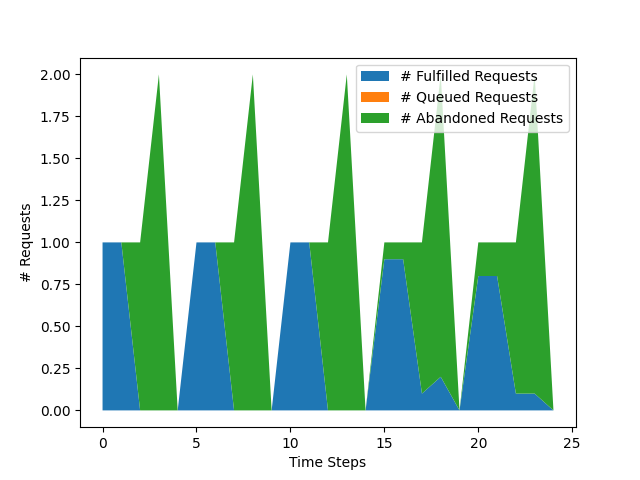 # Fulfilled Requests
# Queued Requests
# Abandoned Requests
2.00
1.75
1.50
1.25
1.00
0.75
0.50
0.25
0.00
# Requests
0 5 10 15 20 25
Time Steps